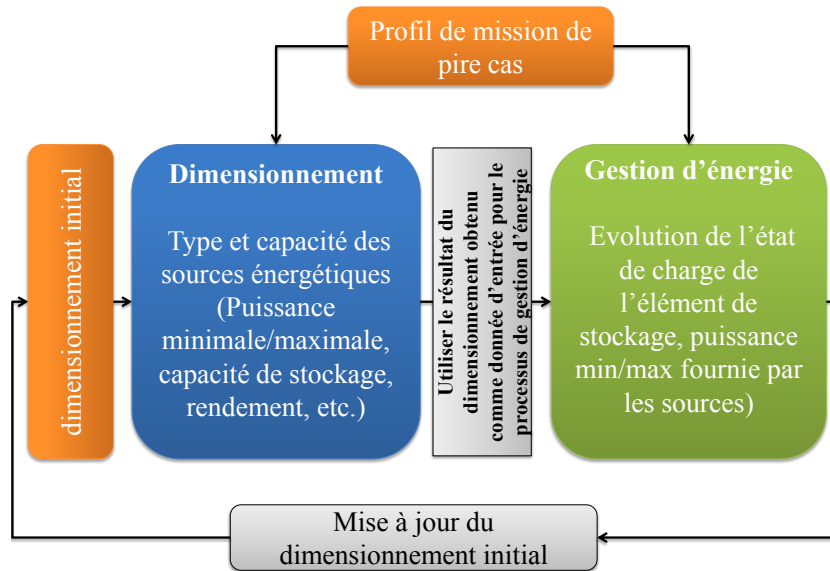 Profil de mission de
pire cas
dimensionnement initial
Dimensionnement
Type et capacité des
sources énergétiques
(Puissance
minimale/maximale,
capacité de stockage,
rendement, etc.)
Utiliser le résultat du
dimensionnement obtenu
comme donnée d'entrée pour le
processus de gestion d'énergie
Gestion d'énergie
Evolution de l'état
de charge de
l'élément de
stockage, puissance
min/max fournie par
les sources)
Mise à jour du
dimensionnement initial